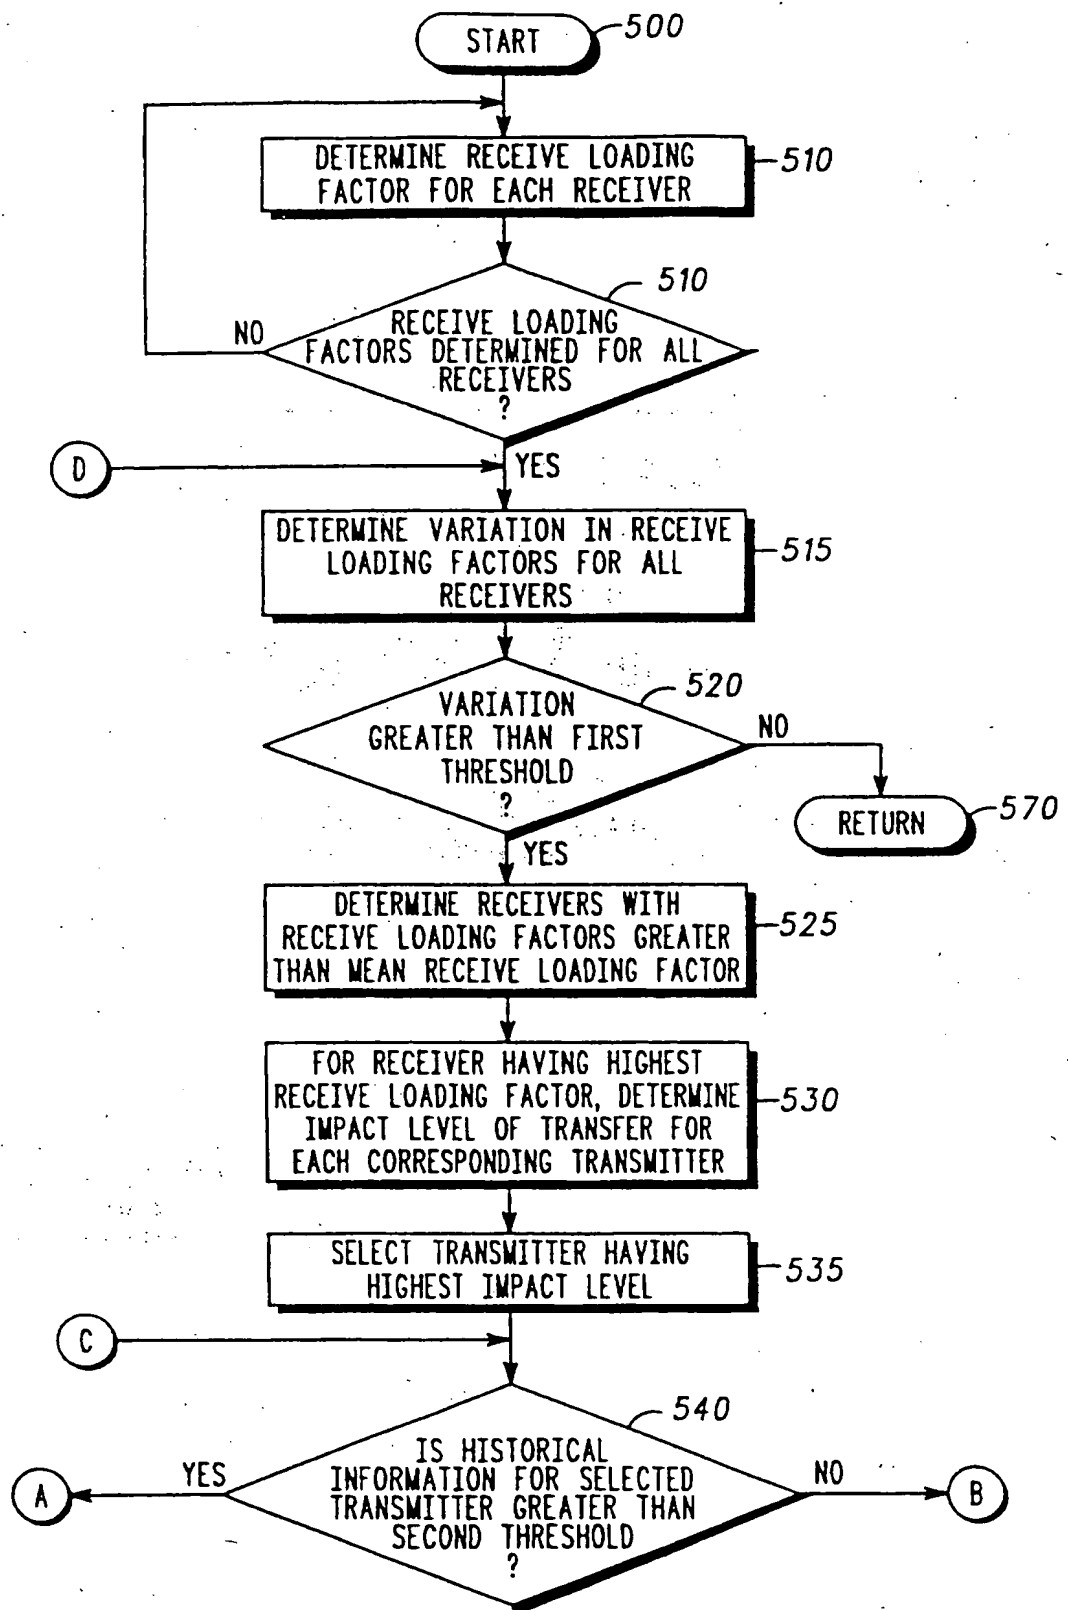 START
500
DETERMINE RECEIVE LOADING
FACTOR FOR EACH RECEIVER
510
510
RECEIVE LOADING
FACTORS DETERMINED FOR ALL
RECEIVERS
?
NO
YES
D
DETERMINE VARIATION IN RECEIVE
LOADING FACTORS FOR ALL
RECEIVERS
515
520
VARIATION
GREATER THAN FIRST
THRESHOLD
?
NO
RETURN
570
YES
DETERMINE RECEIVERS WITH
RECEIVE LOADING FACTORS GREATER
THAN MEAN RECEIVE LOADING FACTOR
525
FOR RECEIVER HAVING HIGHEST
RECEIVE LOADING FACTOR, DETERMINE
IMPACT LEVEL OF TRANSFER FOR
EACH CORRESPONDING TRANSMITTER
530
SELECT TRANSMITTER HAVING
HIGHEST IMPACT LEVEL
535
C
540
IS HISTORICAL
INFORMATION FOR SELECTED
TRANSMITTER GREATER THAN
SECOND THRESHOLD
?
YES
A
NO
B